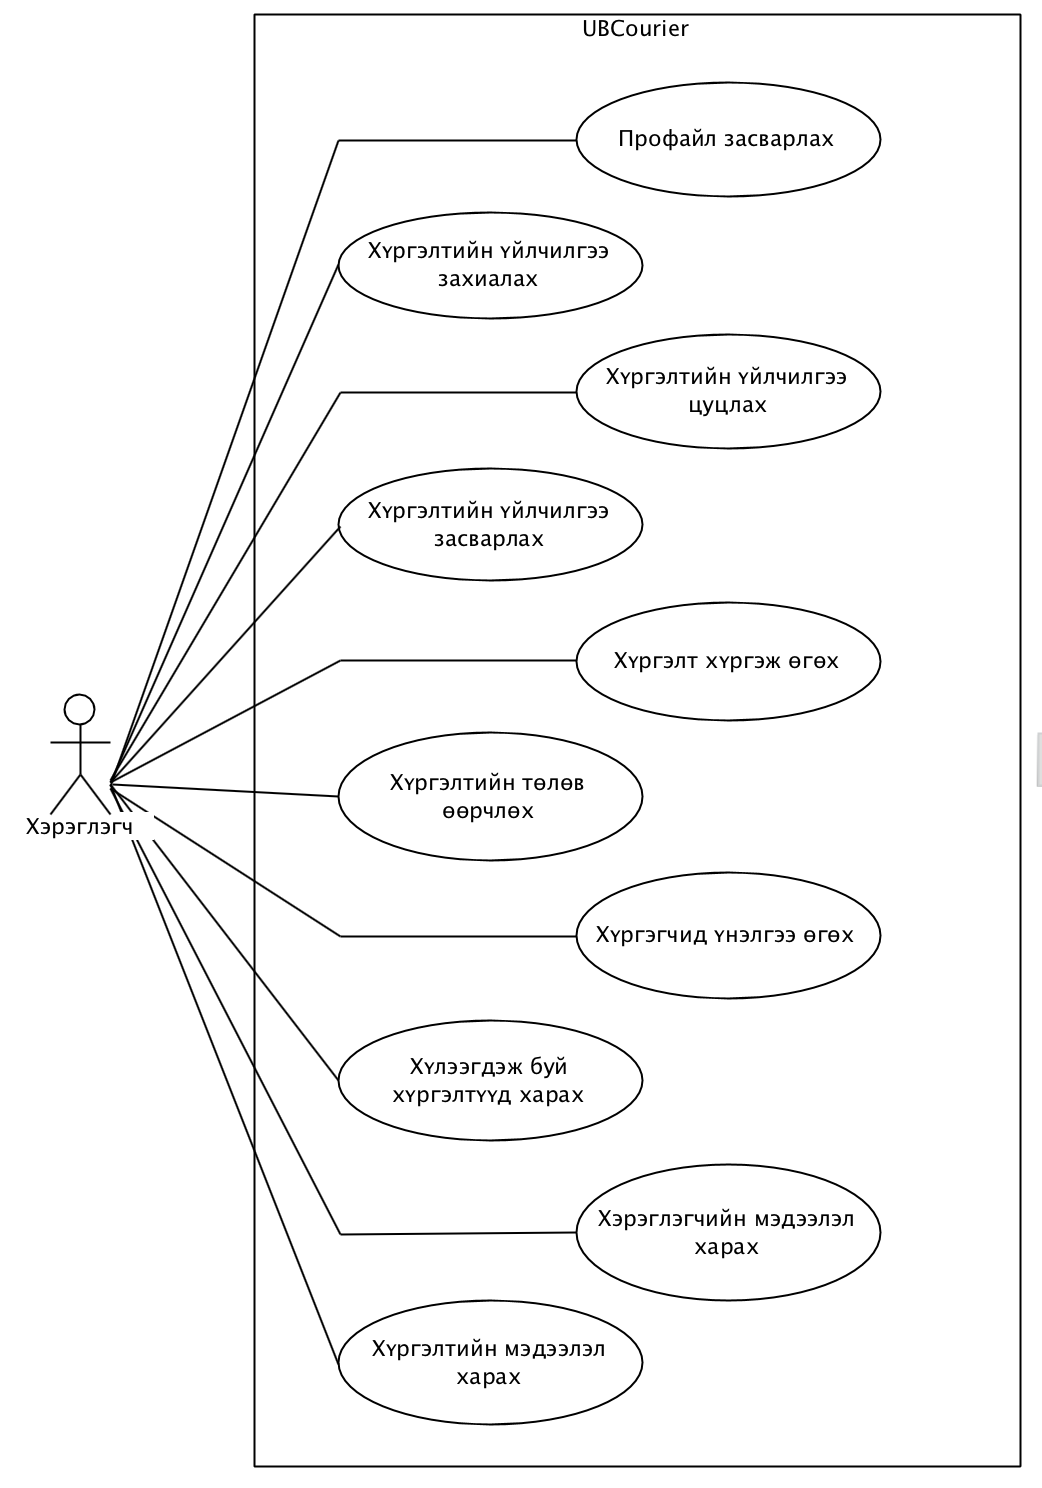 UBCourier
Профайл засварлах
Хүргэлтийн үйлчилгээ
захиалах
Хүргэлтийн үйлчилгээ
цуцлах
Хүргэлтийн үйлчилгээ
засварлах
Хүргэлт хүргэж өгөх
Хэрэглэгч
Хүргэлтийн төлөв
өөрчлөх
Хүргэгчид үнэлгээ өгөх
Хүлээгдэж буй
хүргэлтүүд харах
Хэрэглэгчийн мэдээлэл
харах
Хүргэлтийн мэдээлэл
харах